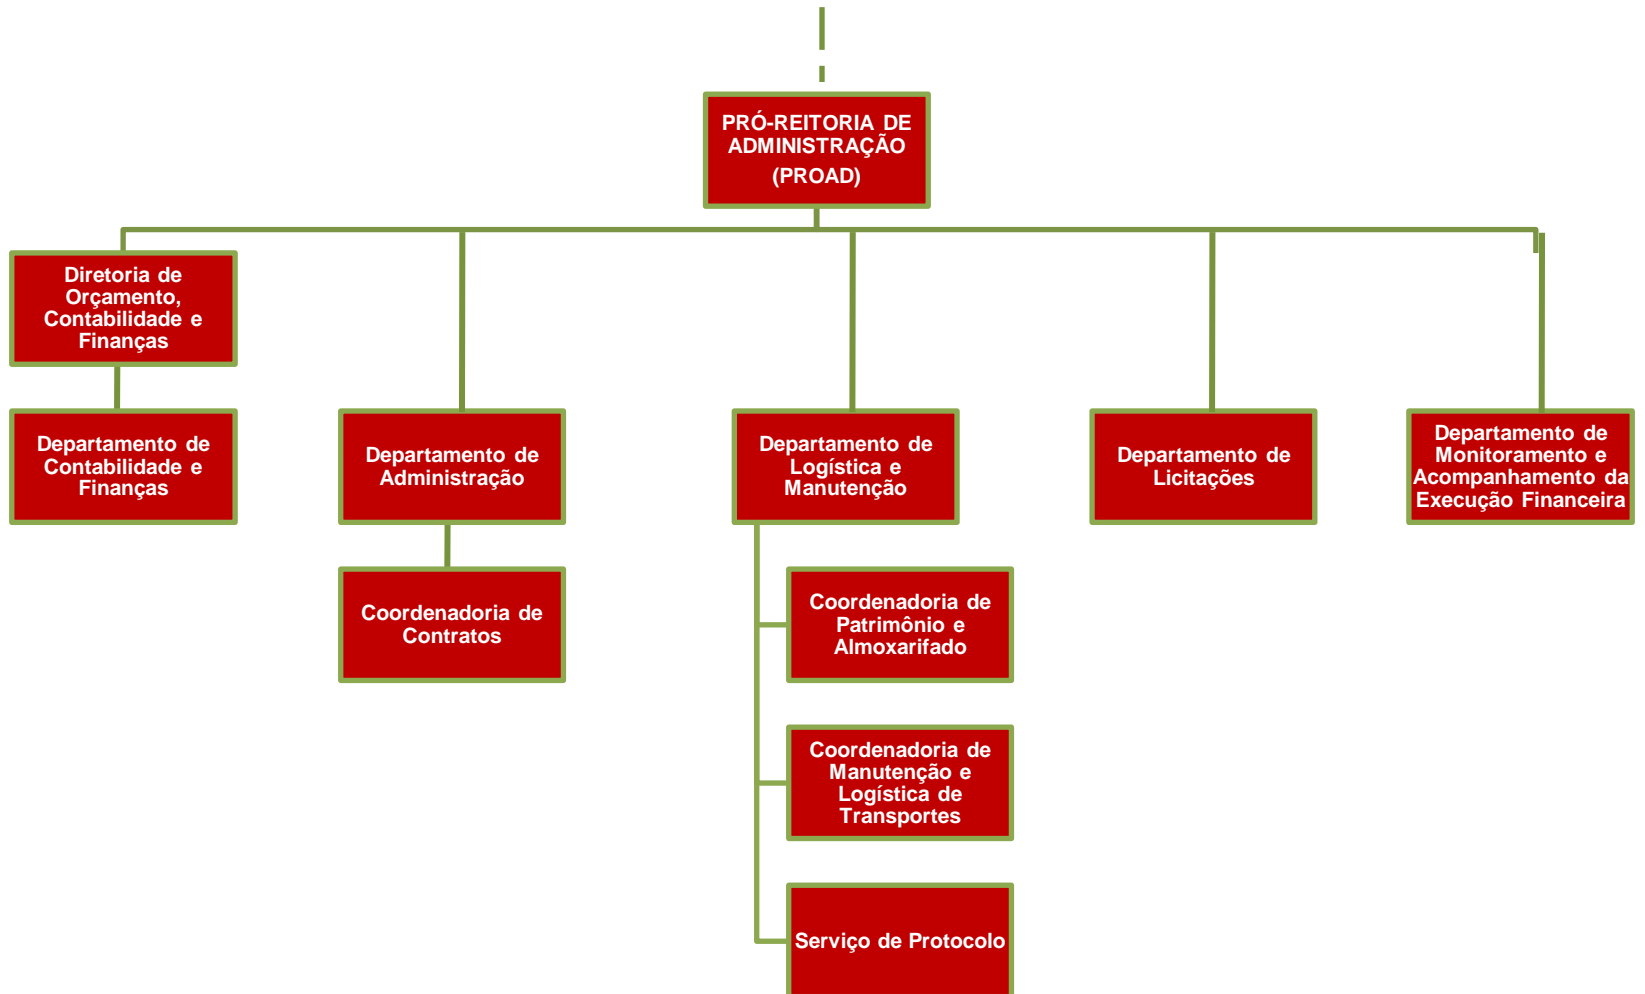 PRÓ-REITORIA DE
ADMINISTRAÇÃO
(PROAD)
Diretoria de
Orçamento,
Contabilidade e
Finanças
Departamento de
Contabilidade e
Finanças
Departamento de
Administração
Departamento de
Logística e
Manutenção
Departamento de
Licitações
Departamento de
Monitoramento e
Acompanhamento da
Execução Financeira
Coordenadoria de
Contratos
Coordenadoria de
Patrimônio e
Almoxarifado
Coordenadoria de
Manutenção e
Logística de
Transportes
Serviço de Protocolo